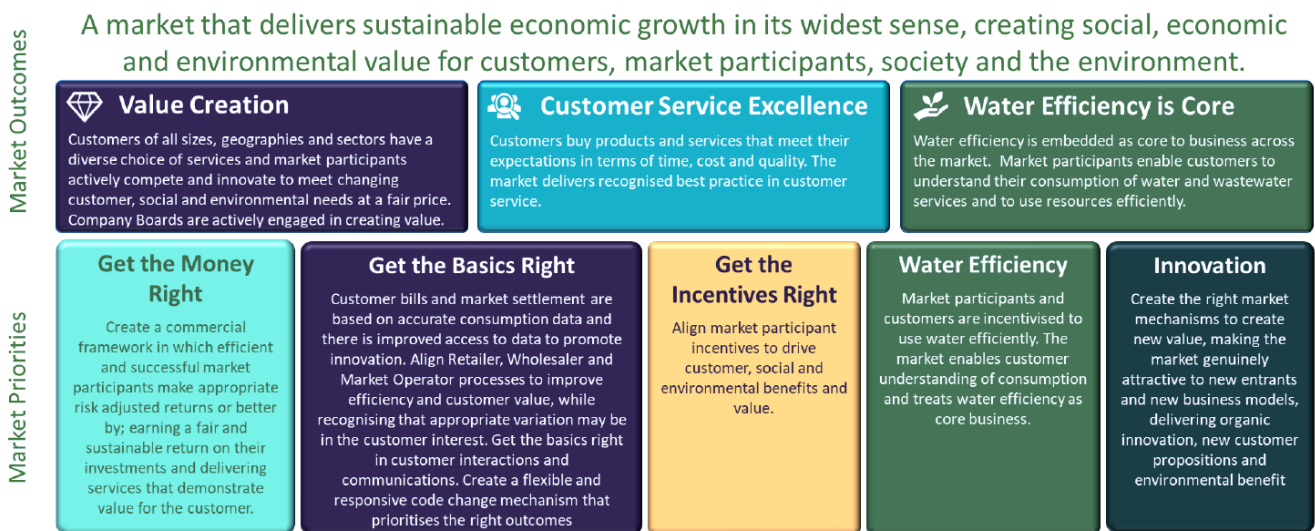 Market Outcomes
A market that delivers sustainable economic growth in its widest sense, creating social, economic
and environmental value for customers, market participants, society and the environment.
Value Creation
Customers of all sizes, geographies and sectors have a
diverse choice of services and market participants
actively compete and innovate to meet changing
customer, social and environmental needs at a fair price.
Company Boards are actively engaged in creating value.
Customer Service Excellence
Customers buy products and services that meet their
expectations in terms of time, cost and quality. The
market delivers recognised best practice in customer
service.
Water Efficiency is Core
Water efficiency is embedded as core to business across
the market. Market participants enable customers to
understand their consumption of water and wastewater
services and to use resources efficiently.
Market Priorities
Get the Money
Right
Create a commercial
framework in which efficient
and successful market
participants make appropriate
risk adjusted returns or better
by; earning a fair and
sustainable return on their
investments and delivering
services that demonstrate
value for the customer.
Get the Basics Right
Customer bills and market settlement are
based on accurate consumption data and
there is improved access to data to promote
innovation. Align Retailer, Wholesaler and
Market Operator processes to improve
efficiency and customer value, while
recognising that appropriate variation may be
in the customer interest. Get the basics right
in customer interactions and
communications. Create a flexible and
responsive code change mechanism that
prioritises the right outcomes
Get the
Incentives Right
Align market participant
incentives to drive
customer, social and
environmental benefits and
value.
Water Efficiency
Market participants and
customers are incentivised to
use water efficiently. The
market enables customer
understanding of consumption
and treats water efficiency as
core business.
Innovation
Create the right market
mechanisms to create
new value, making the
market genuinely
attractive to new entrants
and new business models,
delivering organic
innovation, new customer
propositions and
environmental benefit